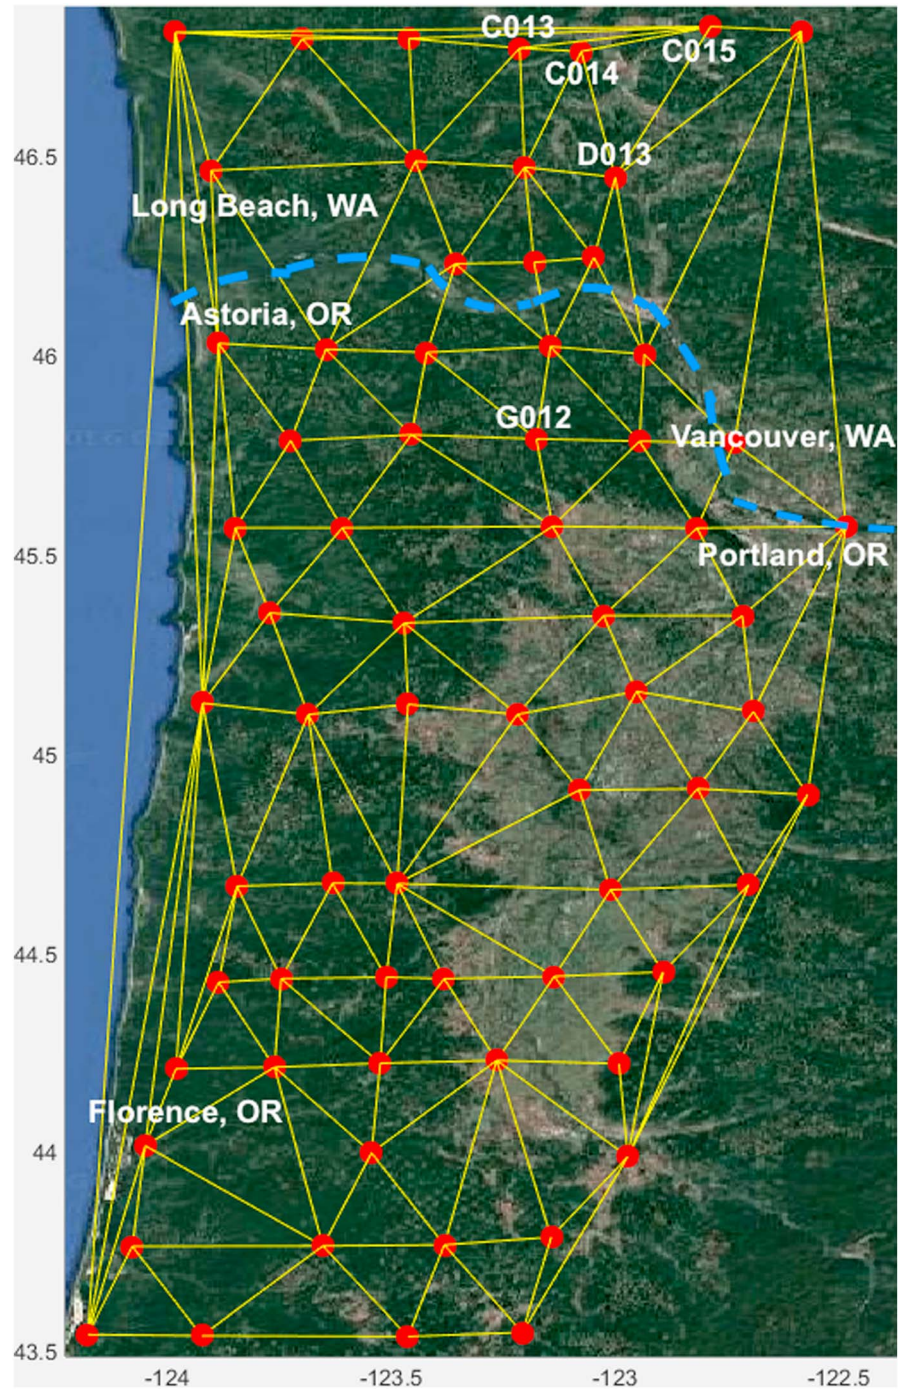 C013
C015
C014
46.5
D013
Long Beach, WA
Astoria, OR
46
G012
Vancouver, WA
45.5
Portland, OR
45
44.5
Florence, OR
44
43.5
-124
-123.5
-123
-122.5